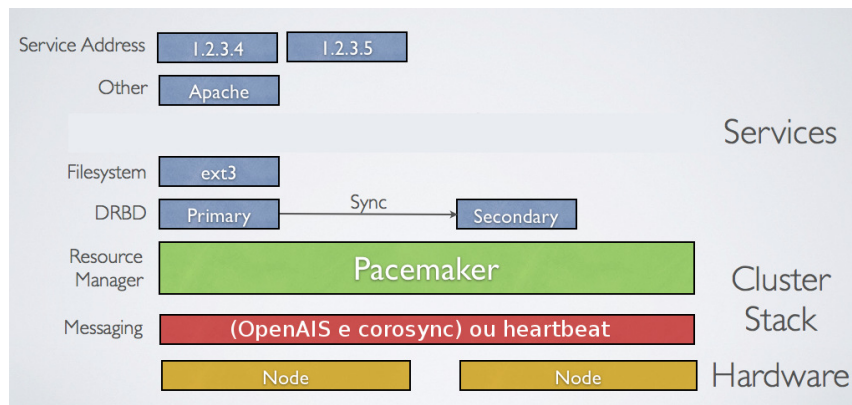 Service Address 1.2.3.4 1.2.3.5
Other Apache
Services
Filesystem ext3
DRBD Primary Sync Secondary
Resource
Manager
Pacemaker
Cluster
Stack
Messaging (OpenAIS e corosync) ou heartbeat
Node Node Hardware